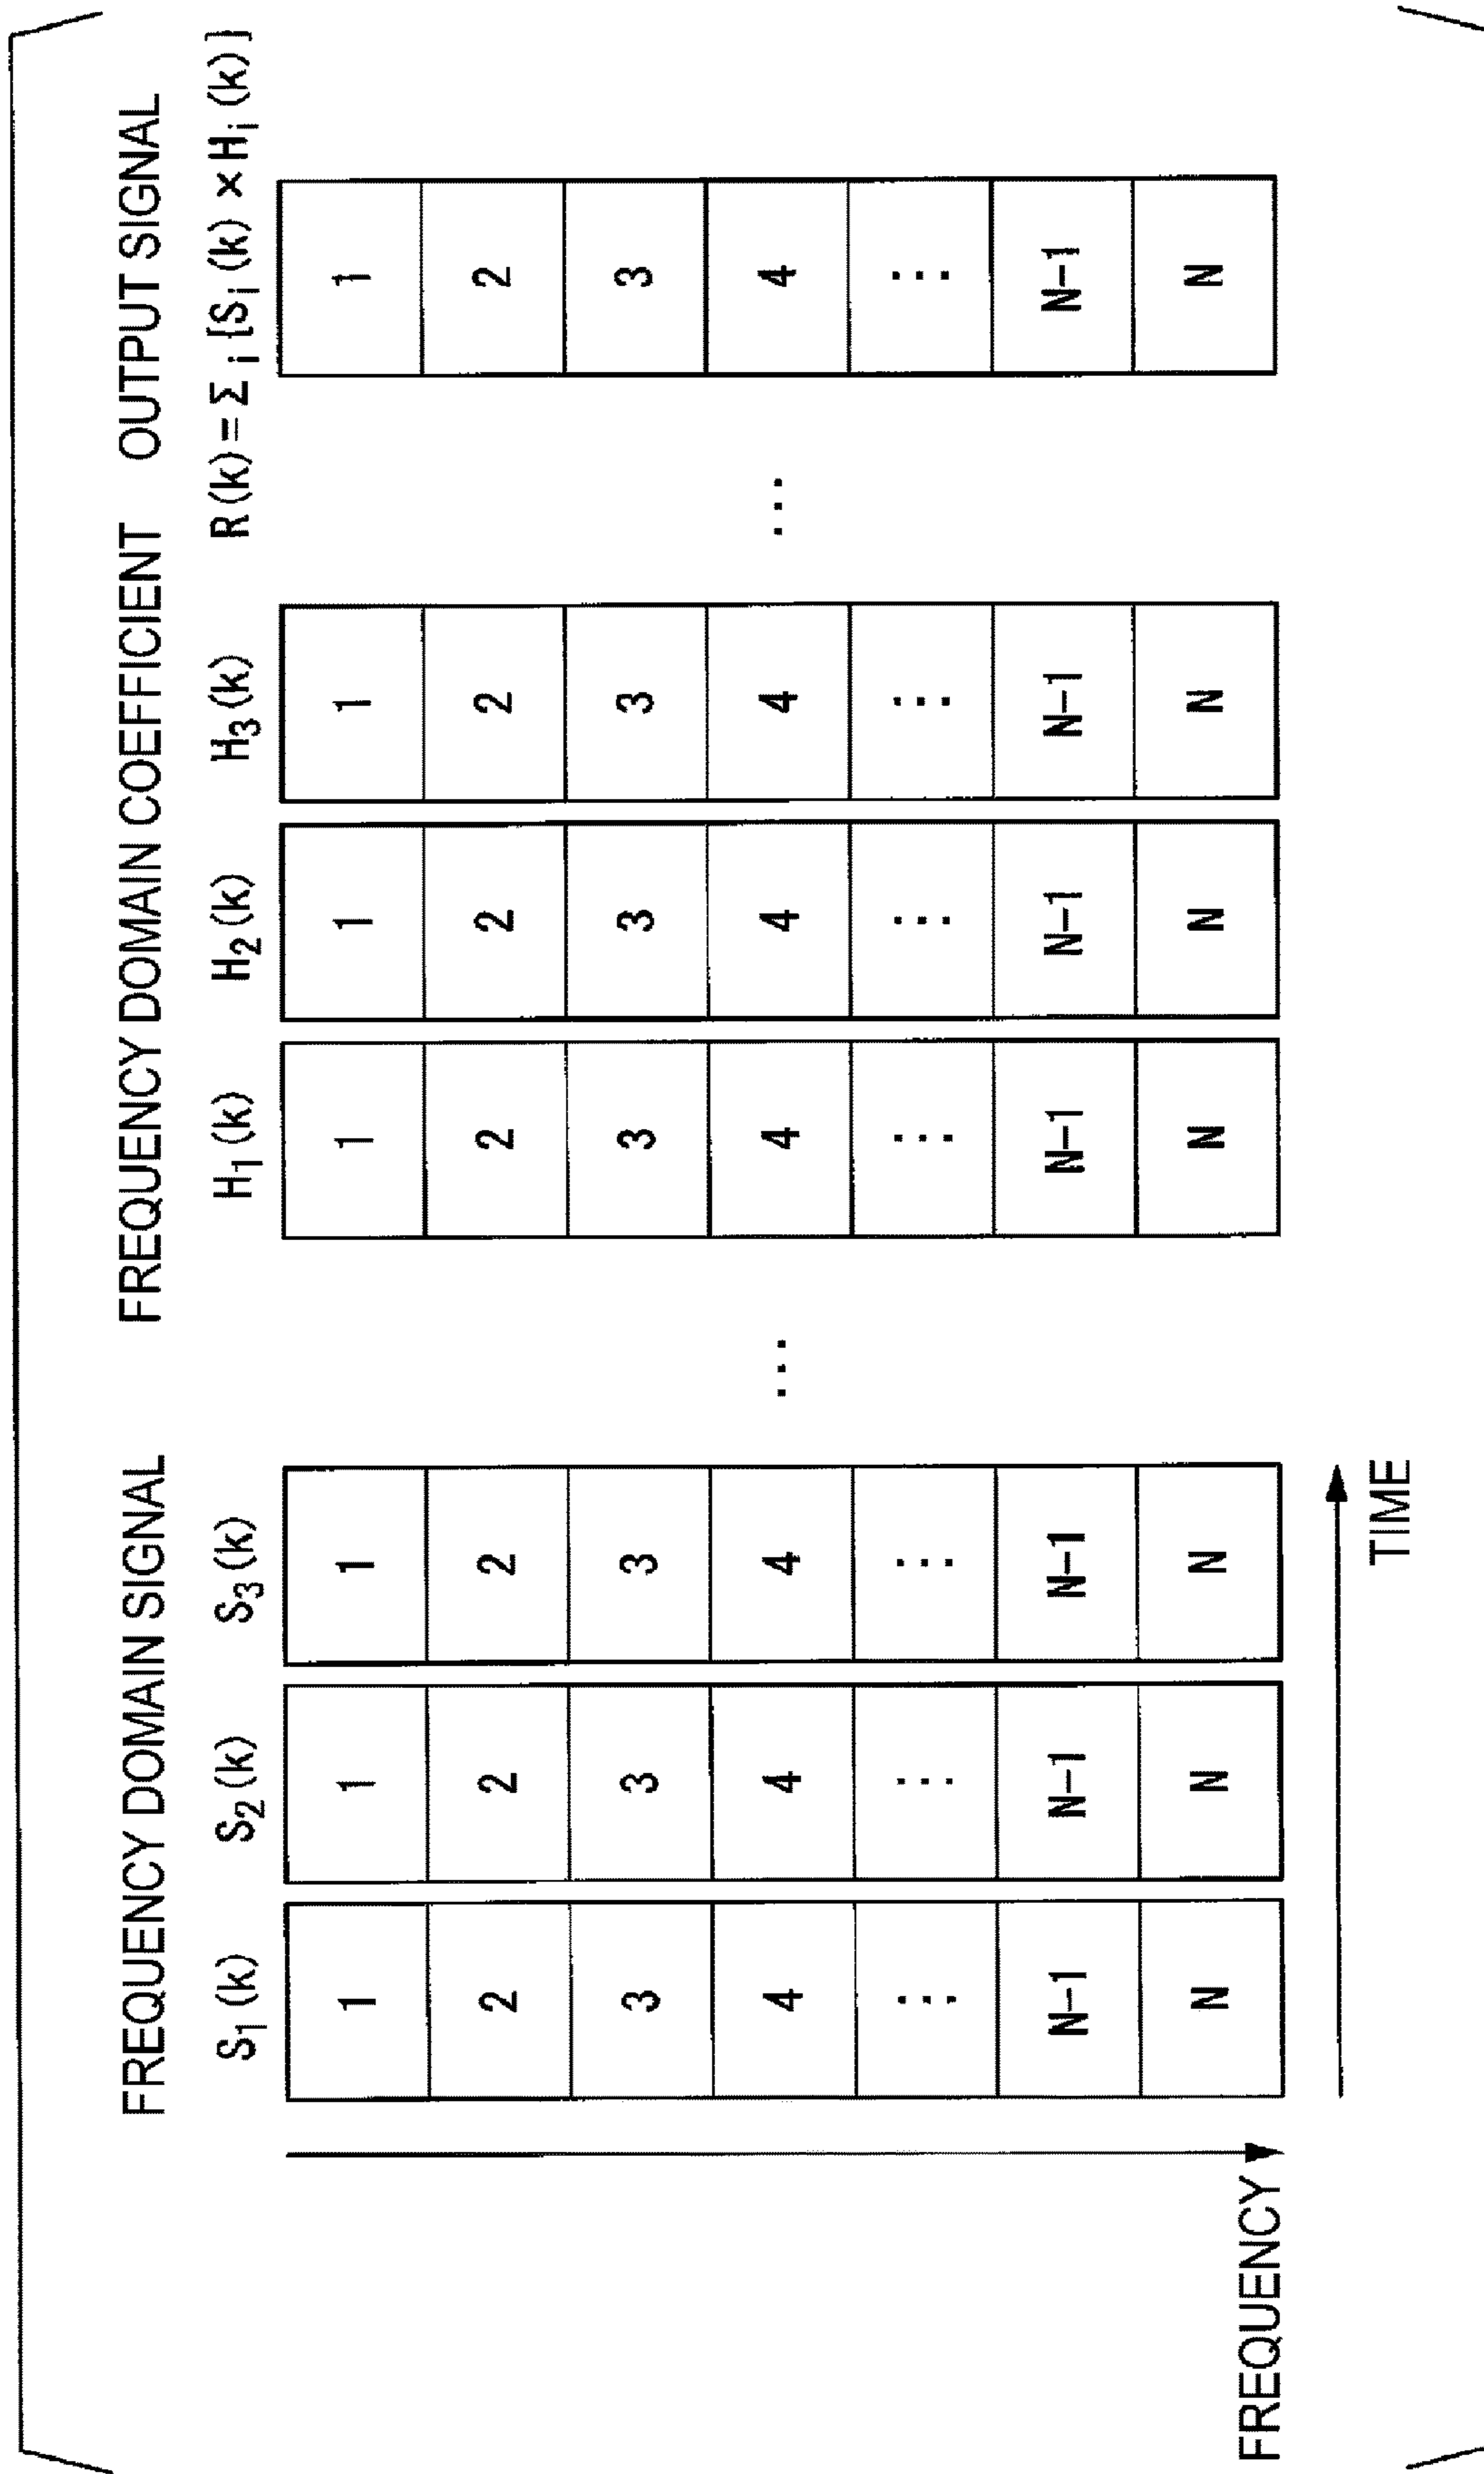 FREQUENCY DOMAIN SIGNAL FREQUENCY DOMAIN COEFFICIENT OUTPUT SIGNAL
S₁(k) S₂(k) S₃(k) H₁(k) H₂(k) H₃(k) R(k)=Σᵢ[Sᵢ(k)×Hᵢ(k)]
1 1 1 1 1 1 1
2 2 2 2 2 2 2
3 3 3 3 3 3 3
4 4 4 ... 4 4 4 ... 4
⋮ ⋮ ⋮ ⋮ ⋮ ⋮ ⋮
N-1 N-1 N-1 N-1 N-1 N-1 N-1
N N N N N N N
FREQUENCY
TIME